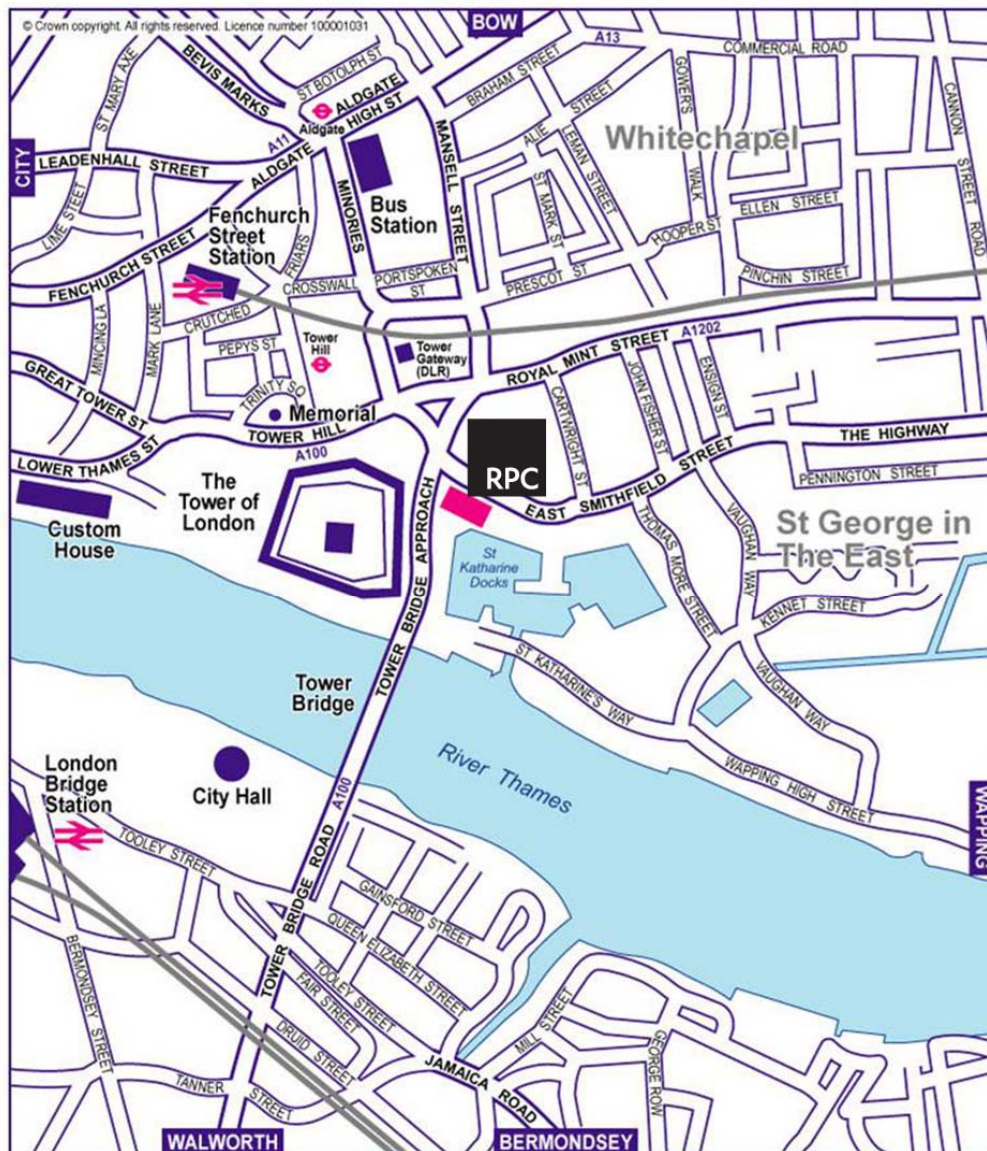 © Crown copyright. All rights reserved. Licence number 100001031
BOW
A13
COMMERCIAL ROAD
ST MARY AXE
BEVIS MARKS
ST BOTOLPH ST
ALDGATE
Aldgate
ALDGATE HIGH ST
A11
BRAHAM STREET
GOWER'S
WALK
CANNON
STREET ROAD
CITY
LEADENHALL STREET
MANSELL STREET
ALIE STREET
LEMAN STREET
ST MARK ST
Whitechapel
ELLEN STREET
HOOPER ST
LIME STEET
Fenchurch
Street
Station
MINORIES
Bus
Station
FENCHURCH STREET
FRIARS
CROSSWALL
PORTSPOKEN
ST
PRESCOT ST
PINCHIN STREET
MINCING LA
MARK LANE
CRUTCHED
PEPYS ST
Tower
Hill
Tower
Gateway
(DLR)
ROYAL MINT STREET
A1202
GREAT TOWER ST
TRINITY SQ
Memorial
TOWER HILL
A100
CARTWRIGHT ST
JOHN FISHER ST
ENSIGN ST
LOWER THAMES ST
RPC
THE HIGHWAY
PENNINGTON STREET
EAST SMITHFIELD STREET
The
Tower of
London
Custom
House
TOWER BRIDGE APPROACH
St
Katharine
Docks
THOMAS MORE STREET
VAUGHAN WAY
St George in
The East
KENNET STREET
ST KATHARINE'S WAY
VAUGHAN WAY
Tower
Bridge
River Thames
WAPPING HIGH STREET
WAPPING
London
Bridge
Station
City Hall
A100
TOOLEY STREET
TOWER BRIDGE ROAD
GAINSFORD STREET
QUEEN ELIZABETH STREET
TOOLEY STREET
FAIR STREET
BERMONDSEY STREET
DRUID STREET
MILL STREET
GEORGE ROW
JAMAICA ROAD
TANNER STREET
WALWORTH
BERMONDSEY